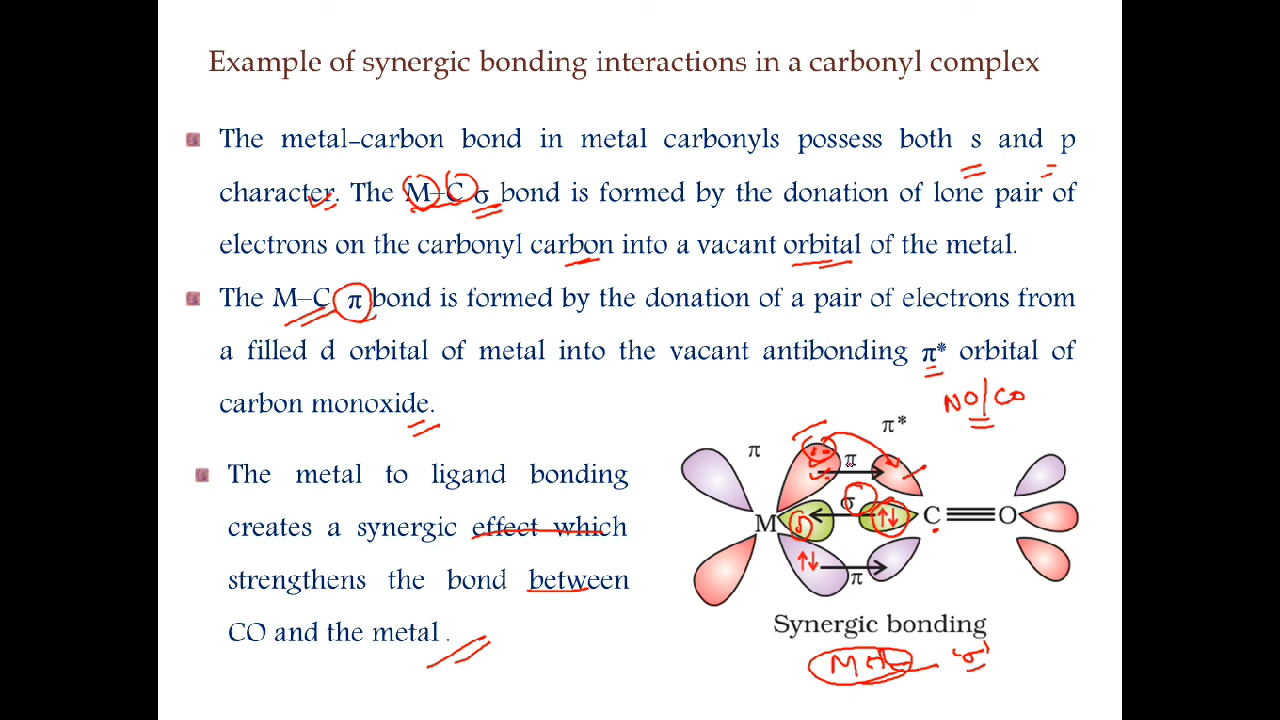 Example of synergic bonding interactions in a carbonyl complex
The metal-carbon bond in metal carbonyls possess both s and p
character. The M–C σ bond is formed by the donation of lone pair of
electrons on the carbonyl carbon into a vacant orbital of the metal.
The M–C π bond is formed by the donation of a pair of electrons from
a filled d orbital of metal into the vacant antibonding π* orbital of
carbon monoxide.
NO/CO
The metal to ligand bonding
creates a synergic effect which
strengthens the bond between
CO and the metal .
π π*
π
σ
M C O
π
Synergic bonding
'σ'